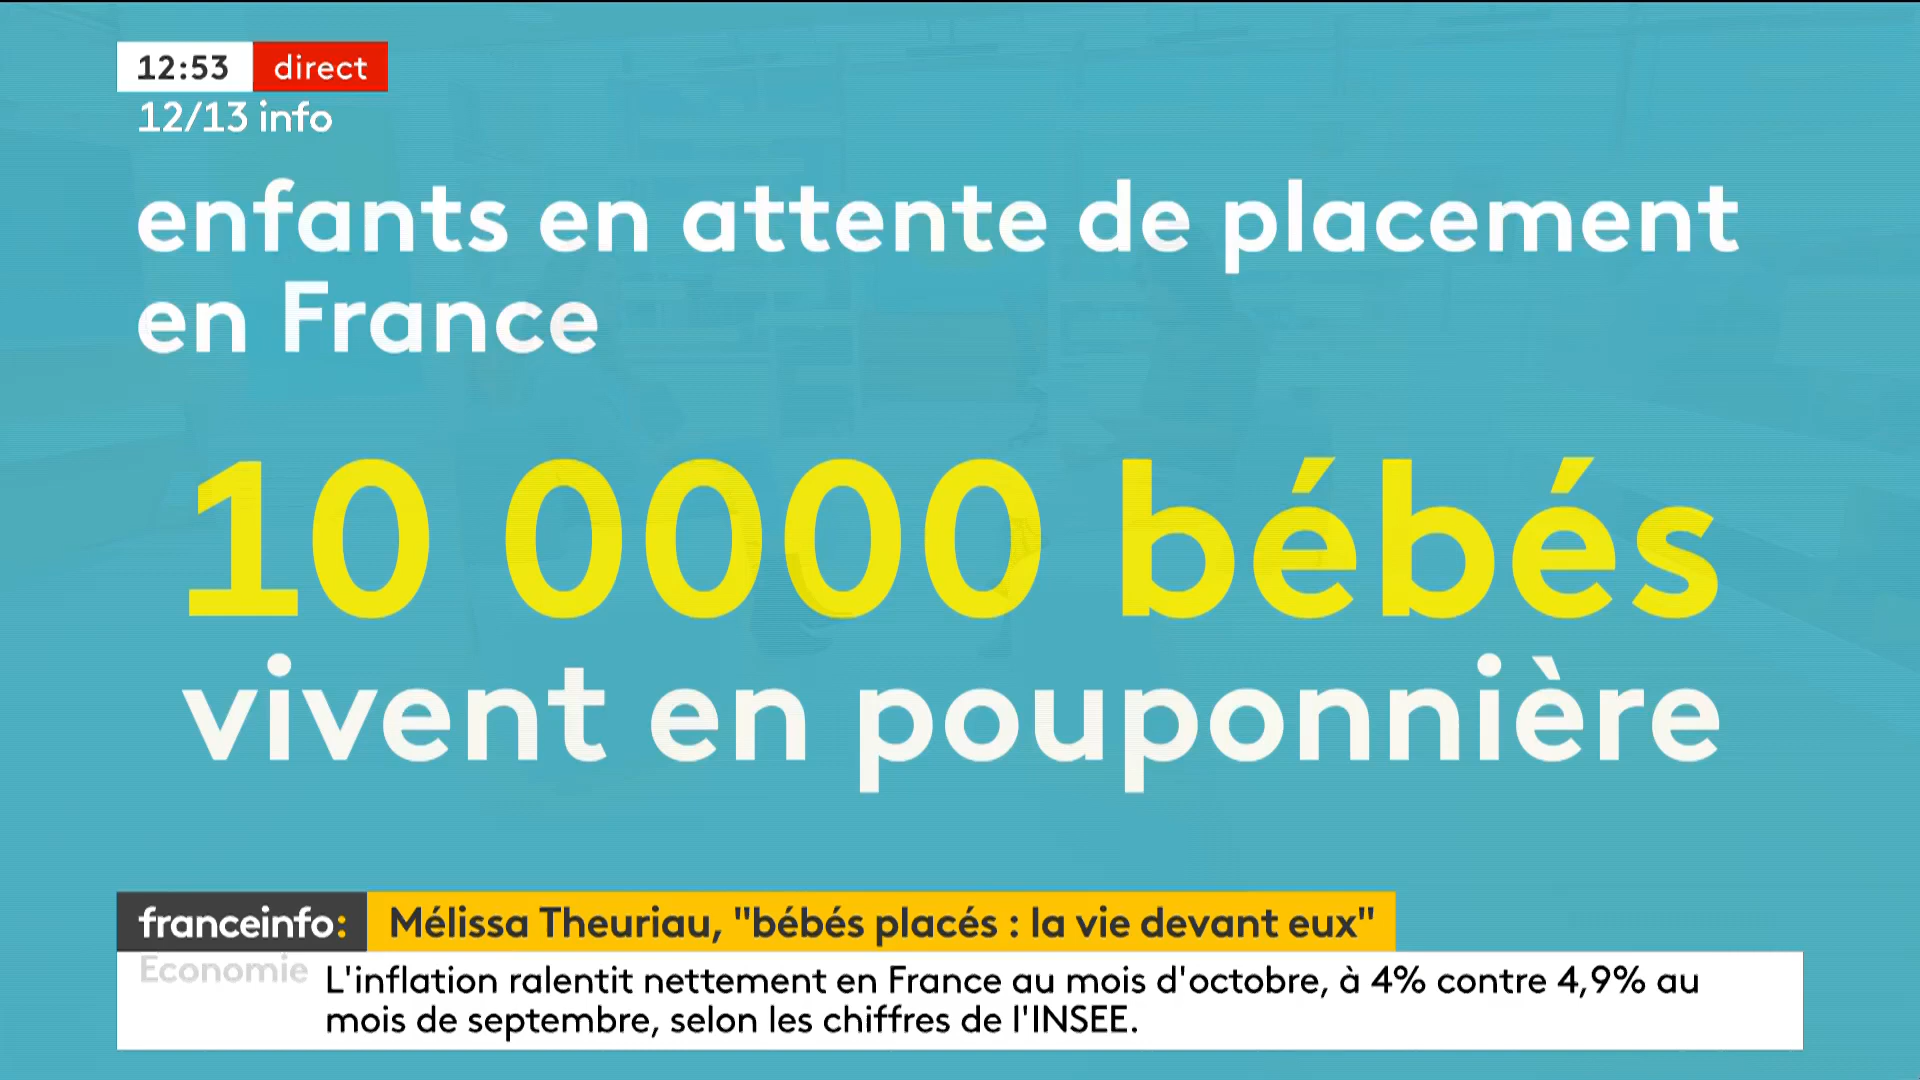 12:53 direct
12/13 info
enfants en attente de placement
en France
10 0000 bébés
vivent en pouponnière
franceinfo: Mélissa Theuriau, "bébés placés : la vie devant eux"
Economie L'inflation ralentit nettement en France au mois d'octobre, à 4% contre 4,9% au
mois de septembre, selon les chiffres de l'INSEE.